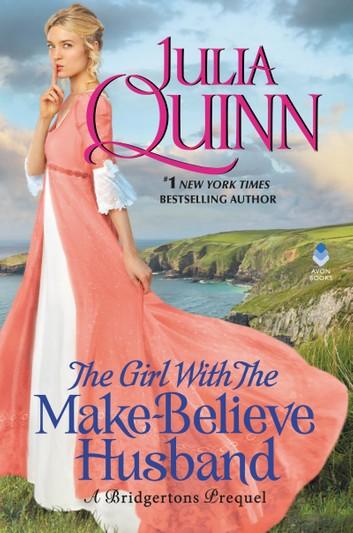 JULIA
QUINN
#1 NEW YORK TIMES
BESTSELLING AUTHOR
AVON
BOOKS
The Girl With The
Make-Believe
Husband
A Bridgertons Prequel